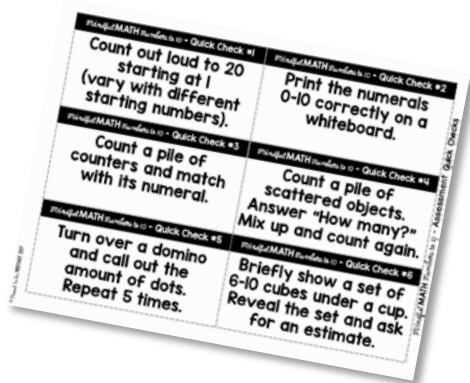 Mindful MATH Numbers to 10 - Quick Check #1
Count out loud to 20
starting at 1
(vary with different
starting numbers).
Mindful MATH Numbers to 10 - Quick Check #2
Print the numerals
0-10 correctly on a
whiteboard.
Mindful MATH Numbers to 10 - Quick Check #3
Count a pile of
counters and match
with its numeral.
Mindful MATH Numbers to 10 - Quick Check #4
Count a pile of
scattered objects.
Answer "How many?"
Mix up and count again.
Mindful MATH Numbers to 10 - Quick Check #5
Turn over a domino
and call out the
amount of dots.
Repeat 5 times.
Mindful MATH Numbers to 10 - Quick Check #6
Briefly show a set of
6-10 cubes under a cup.
Reveal the set and ask
for an estimate.
Mindful MATH Numbers to 10 - Assessment Quick Checks